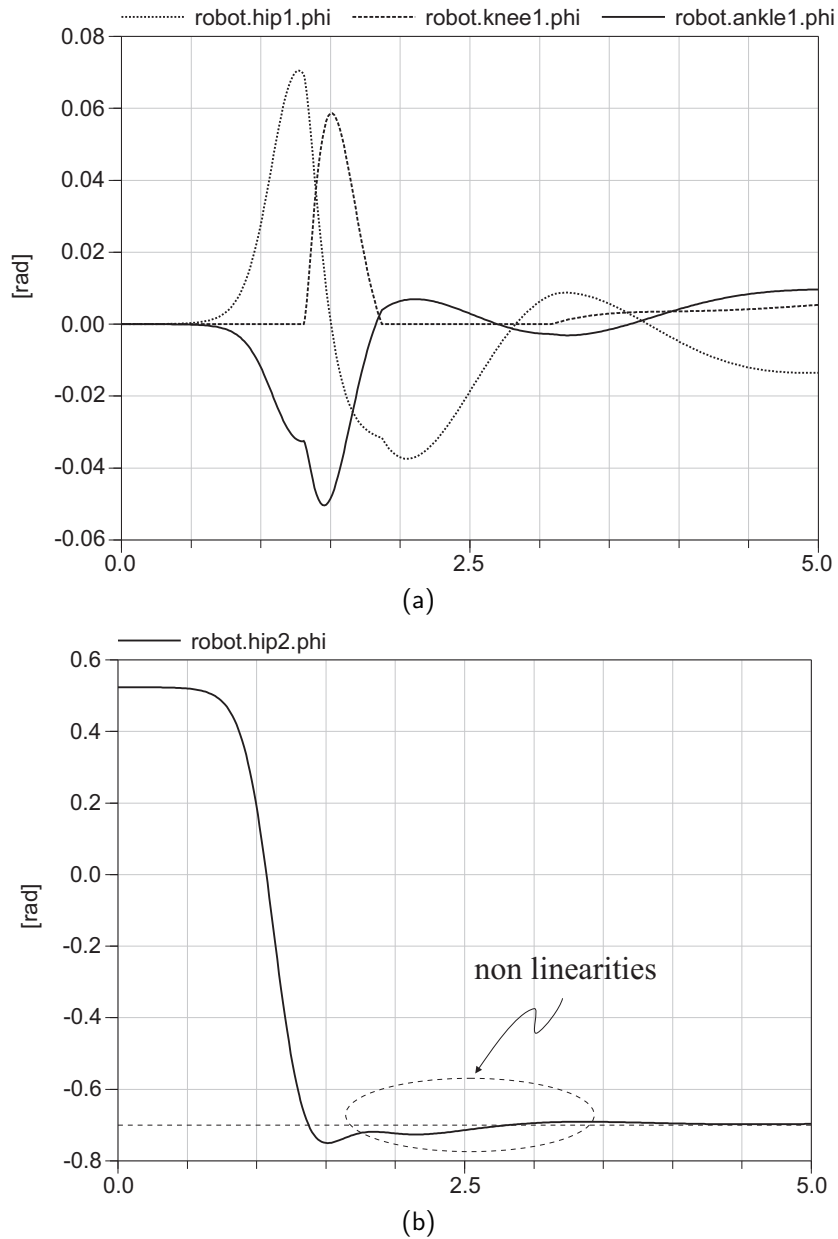 robot.hip1.phi robot.knee1.phi robot.ankle1.phi
0.08
0.06
0.04
0.02
0.00
-0.02
-0.04
-0.06
[rad]
0.0 2.5 5.0
(a)
robot.hip2.phi
0.6
0.4
0.2
0.0
-0.2
-0.4
-0.6
-0.8
[rad]
non linearities
0.0 2.5 5.0
(b)